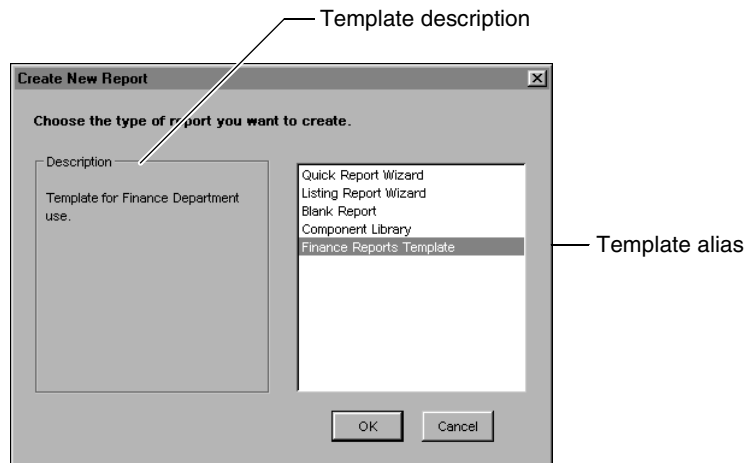 Template description
Create New Report
Choose the type of report you want to create.
Description
Template for Finance Department
use.
Quick Report Wizard
Listing Report Wizard
Blank Report
Component Library
Finance Reports Template
Template alias
OK
Cancel